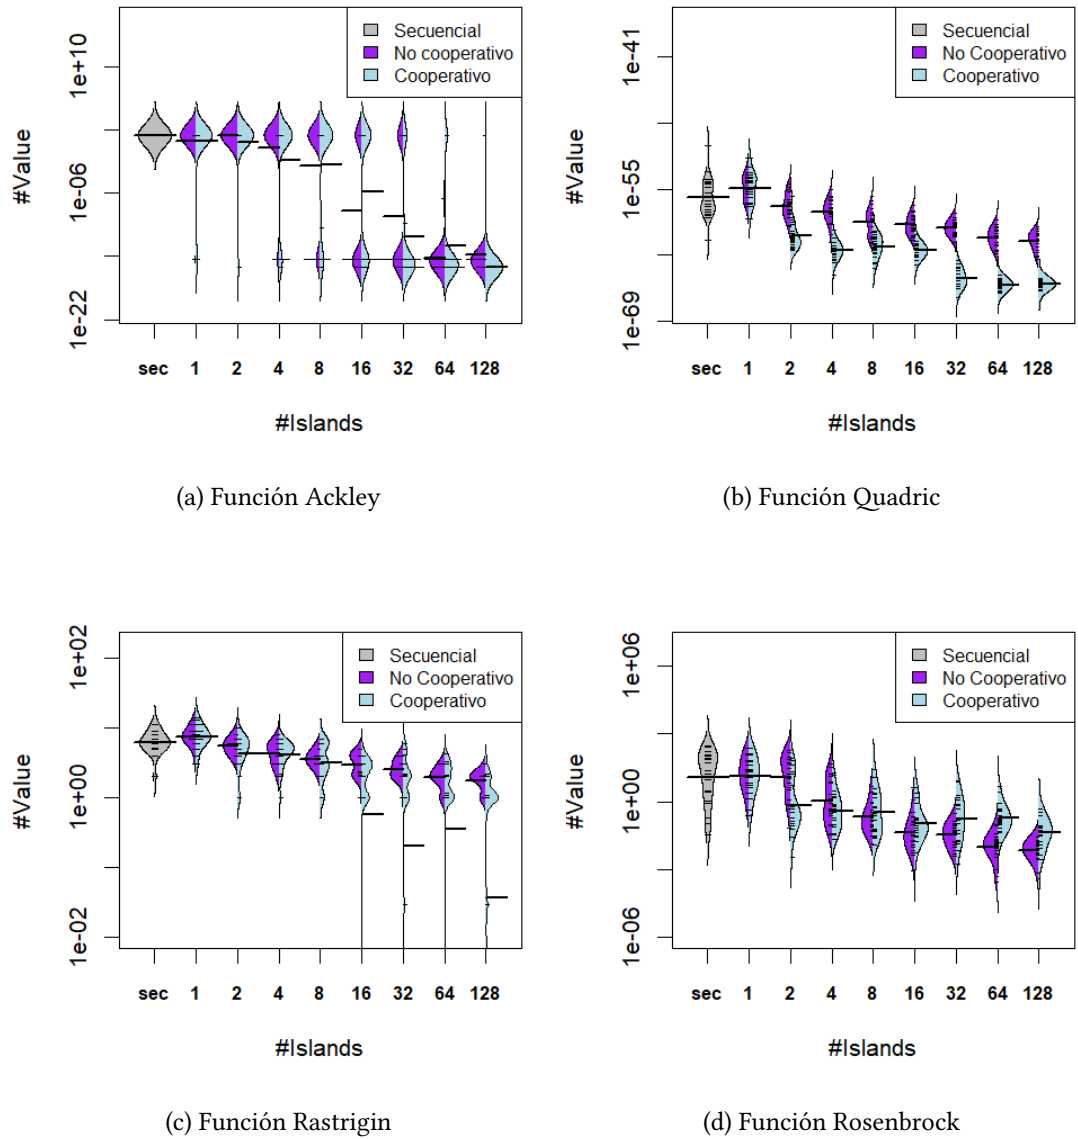 Secuencial
No cooperativo
Cooperativo
1e+10
1e-06
1e-22
#Value
sec 1 2 4 8 16 32 64 128
#Islands
(a) Función Ackley
Secuencial
No Cooperativo
Cooperativo
1e-41
1e-55
1e-69
#Value
sec 1 2 4 8 16 32 64 128
#Islands
(b) Función Quadric
Secuencial
No Cooperativo
Cooperativo
1e+02
1e+00
1e-02
#Value
sec 1 2 4 8 16 32 64 128
#Islands
(c) Función Rastrigin
Secuencial
No Cooperativo
Cooperativo
1e+06
1e+00
1e-06
#Value
sec 1 2 4 8 16 32 64 128
#Islands
(d) Función Rosenbrock